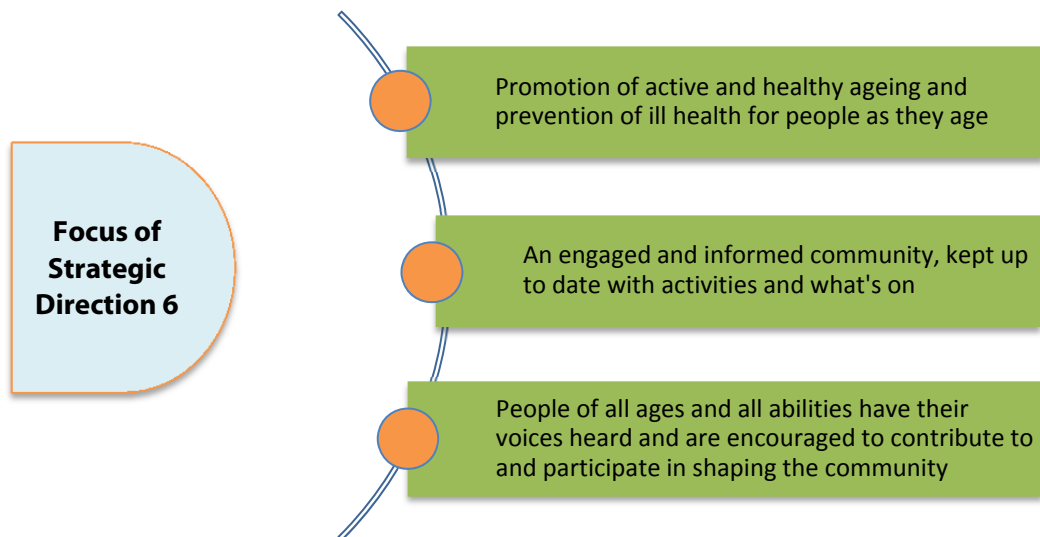 Focus of
Strategic
Direction 6
Promotion of active and healthy ageing and
prevention of ill health for people as they age
An engaged and informed community, kept up
to date with activities and what's on
People of all ages and all abilities have their
voices heard and are encouraged to contribute to
and participate in shaping the community